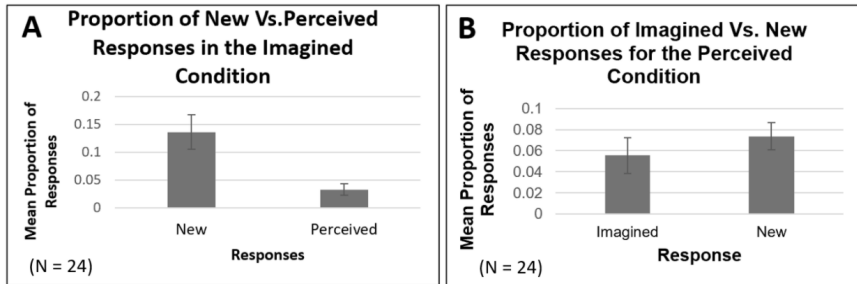 A
Proportion of New Vs.Perceived
Responses in the Imagined
Condition
Mean Proportion of
Responses
0.2
0.15
0.1
0.05
0
New Perceived
Responses
(N = 24)
B
Proportion of Imagined Vs. New
Responses for the Perceived
Condition
Mean Proportion of
Responses
0.1
0.08
0.06
0.04
0.02
0
Imagined New
Response
(N = 24)